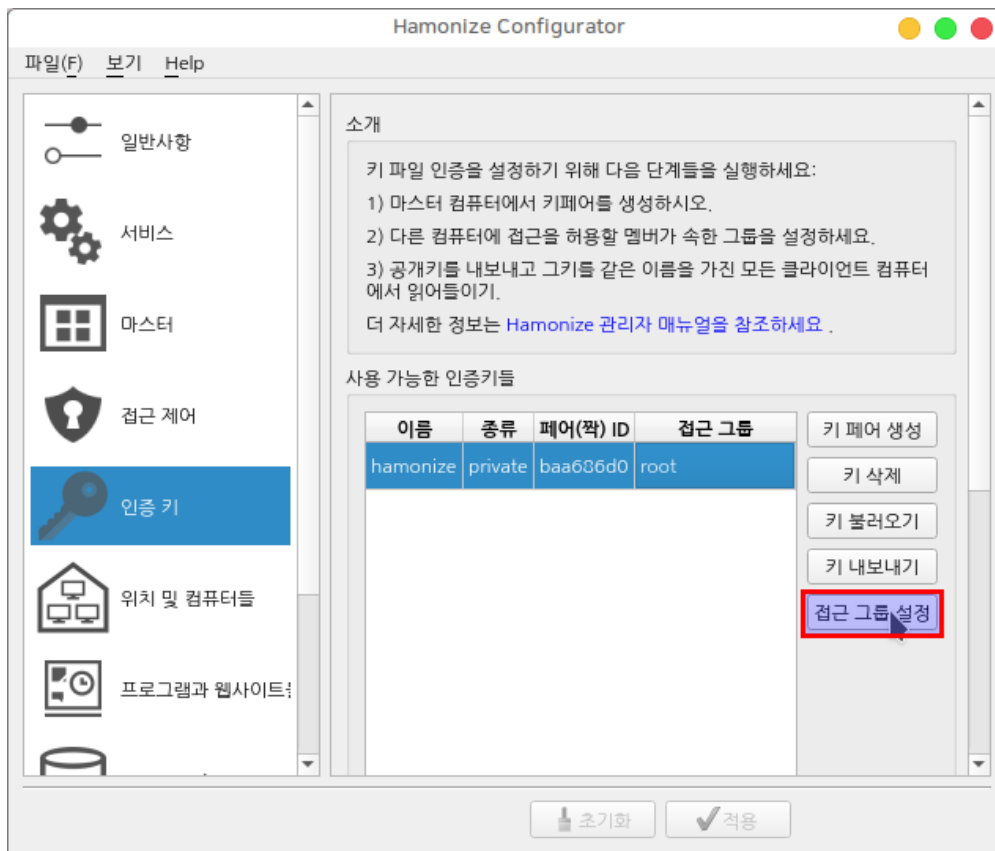 Hamonize Configurator
파일(F) 보기 Help
일반사항
서비스
마스터
접근 제어
인증 키
위치 및 컴퓨터들
프로그램과 웹사이트들
소개
키 파일 인증을 설정하기 위해 다음 단계들을 실행하세요:
1) 마스터 컴퓨터에서 키페어를 생성하시오.
2) 다른 컴퓨터에 접근을 허용할 멤버가 속한 그룹을 설정하세요.
3) 공개키를 내보내고 그키를 같은 이름을 가진 모든 클라이언트 컴퓨터
에서 읽어들이기.
더 자세한 정보는 Hamonize 관리자 매뉴얼을 참조하세요 .
사용 가능한 인증키들
이름 종류 페어(짝) ID 접근 그룹
hamonize private baa686d0 root
키 페어 생성
키 삭제
키 불러오기
키 내보내기
접근 그룹 설정
초기화 적용